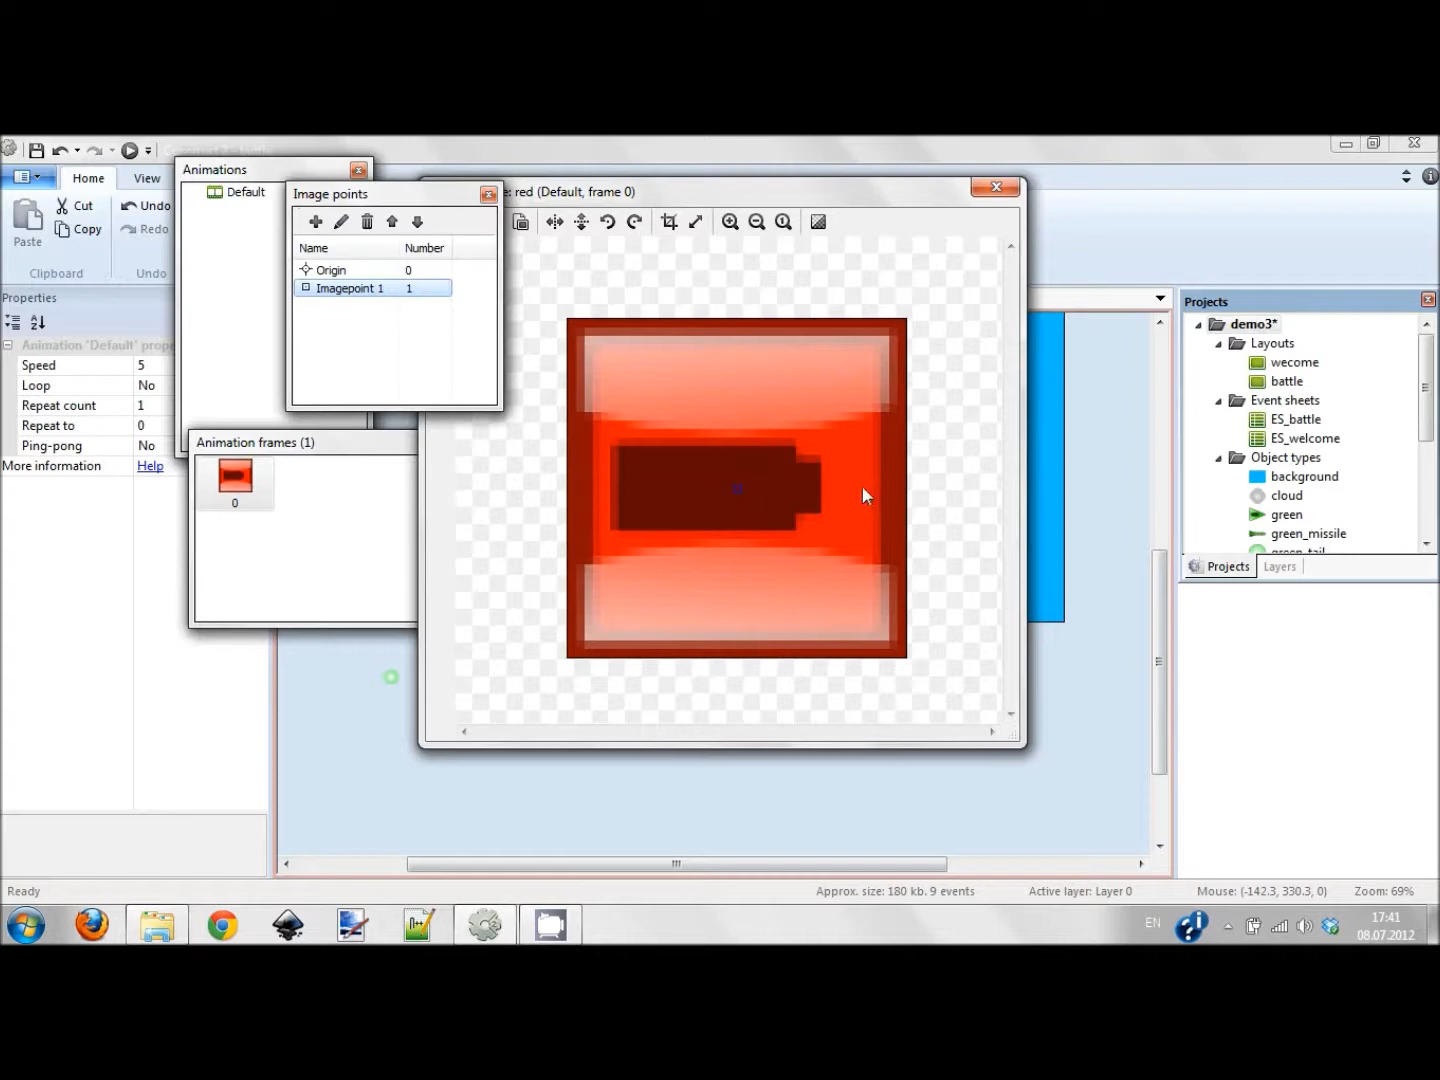 Animations
Home
View
Image points
: red (Default, frame 0)
Default
Cut
Undo
Paste
Copy
Redo
Name
Number
Clipboard
Undo
Origin
0
Imagepoint 1
1
Properties
Projects
demo3*
Animation 'Default' prope
Layouts
Speed
5
wecome
Loop
No
battle
Repeat count
1
Event sheets
Repeat to
0
ES_battle
Ping-pong
No
ES_welcome
Animation frames (1)
More information
Help
Object types
background
cloud
0
green
green_missile
green_tail
Projects
Layers
Ready
Approx. size: 180 kb. 9 events
Active layer: Layer 0
Mouse: (-142.3, 330.3, 0)
Zoom: 69%
EN
17:41
08.07.2012